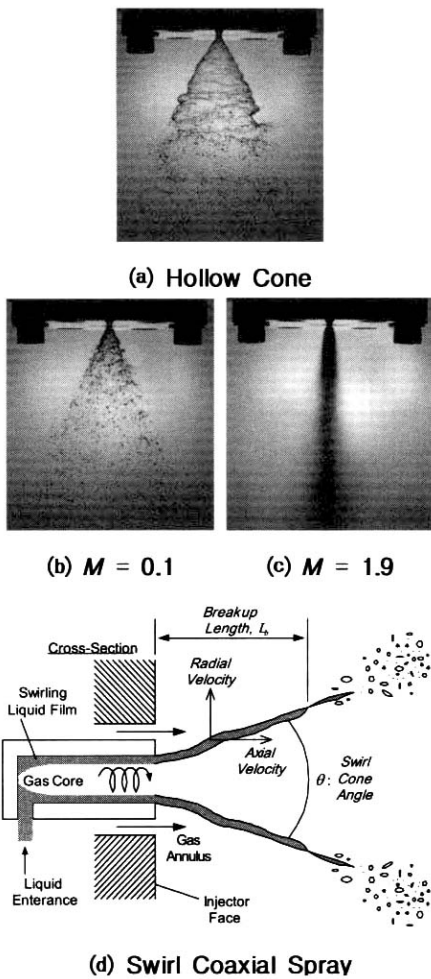 (a) Hollow Cone
(b) M = 0.1
(c) M = 1.9
Breakup
Length, L_b
Cross-Section
Radial
Velocity
Swirling
Liquid Film
Gas Core
Axial
Velocity
θ: Swirl
Cone
Angle
Gas
Annulus
Liquid
Enterance
Injector
Face
(d) Swirl Coaxial Spray